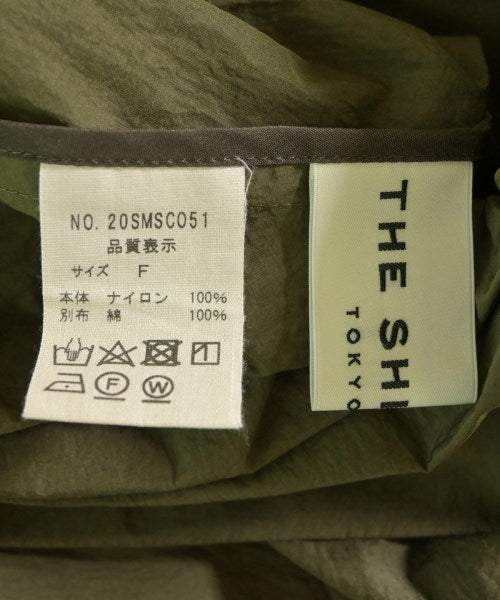 NO. 20SMSC051
品質表示
サイズ F
本体 ナイロン 100%
別布 綿 100%
F W
THE SHI
TOKYO